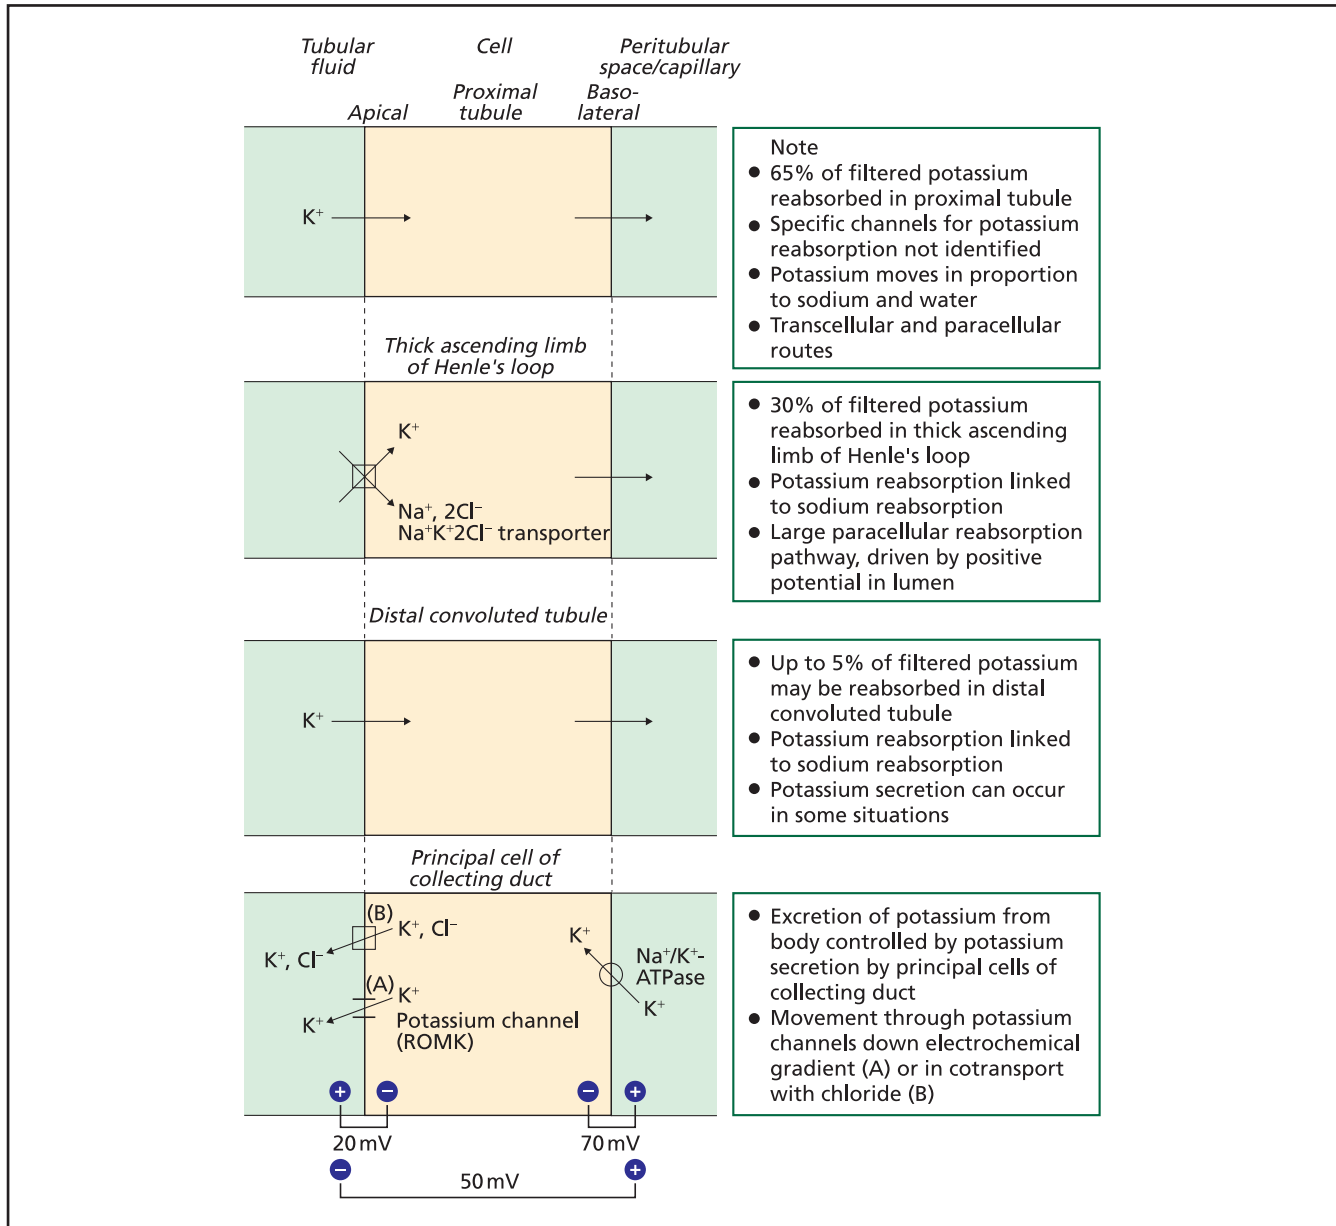 Tubular
fluid
Cell
Peritubular
space/capillary
Apical
Proximal
tubule
Baso-
lateral
K⁺
Note
● 65% of filtered potassium
reabsorbed in proximal tubule
● Specific channels for potassium
reabsorption not identified
● Potassium moves in proportion
to sodium and water
● Transcellular and paracellular
routes
Thick ascending limb
of Henle's loop
K⁺
Na⁺, 2Cl⁻
Na⁺K⁺2Cl⁻ transporter
● 30% of filtered potassium
reabsorbed in thick ascending
limb of Henle's loop
● Potassium reabsorption linked
to sodium reabsorption
● Large paracellular reabsorption
pathway, driven by positive
potential in lumen
Distal convoluted tubule
K⁺
● Up to 5% of filtered potassium
may be reabsorbed in distal
convoluted tubule
● Potassium reabsorption linked
to sodium reabsorption
● Potassium secretion can occur
in some situations
Principal cell of
collecting duct
(B)
K⁺, Cl⁻
K⁺, Cl⁻
(A)
K⁺
K⁺
Potassium channel
(ROMK)
K⁺
Na⁺/K⁺-
ATPase
K⁺
+ −
− +
20 mV
70 mV
− +
50 mV
● Excretion of potassium from
body controlled by potassium
secretion by principal cells of
collecting duct
● Movement through potassium
channels down electrochemical
gradient (A) or in cotransport
with chloride (B)